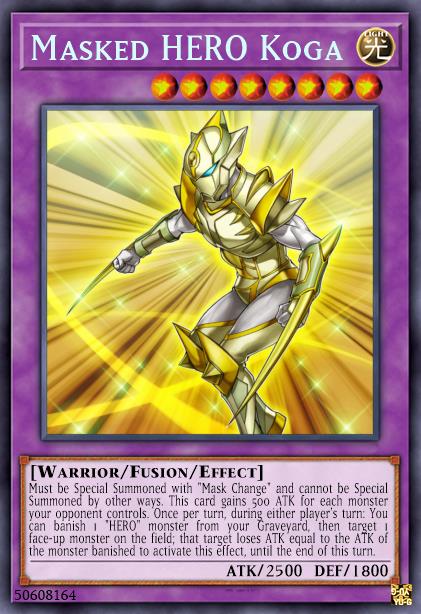 Masked HERO Koga
LIGHT
光
[Warrior/Fusion/Effect]
Must be Special Summoned with "Mask Change" and cannot be Special
Summoned by other ways. This card gains 500 ATK for each monster
your opponent controls. Once per turn, during either player's turn: You
can banish 1 "HERO" monster from your Graveyard, then target 1
face-up monster on the field; that target loses ATK equal to the ATK of
the monster banished to activate this effect, until the end of this turn.
ATK/2500 DEF/1800
50608164